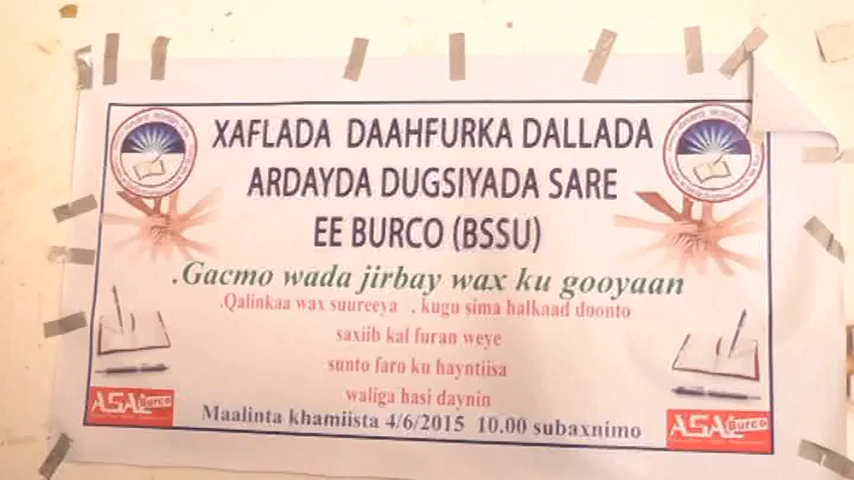 XAFLADA DAAHFURKA DALLADA
ARDAYDA DUGSIYADA SARE
EE BURCO (BSSU)
.Gacmo wada jirbay wax ku gooyaan
.Qalinkaa wax suureeya , kugu sima halkaad doonto
saxiib kal furan weye
sunto faro ku hayntiisa
waliga hasi daynin
Maalinta khamiista 4/6/2015 10.00 subaxnimo
ASAL Burco
ASAL Burco